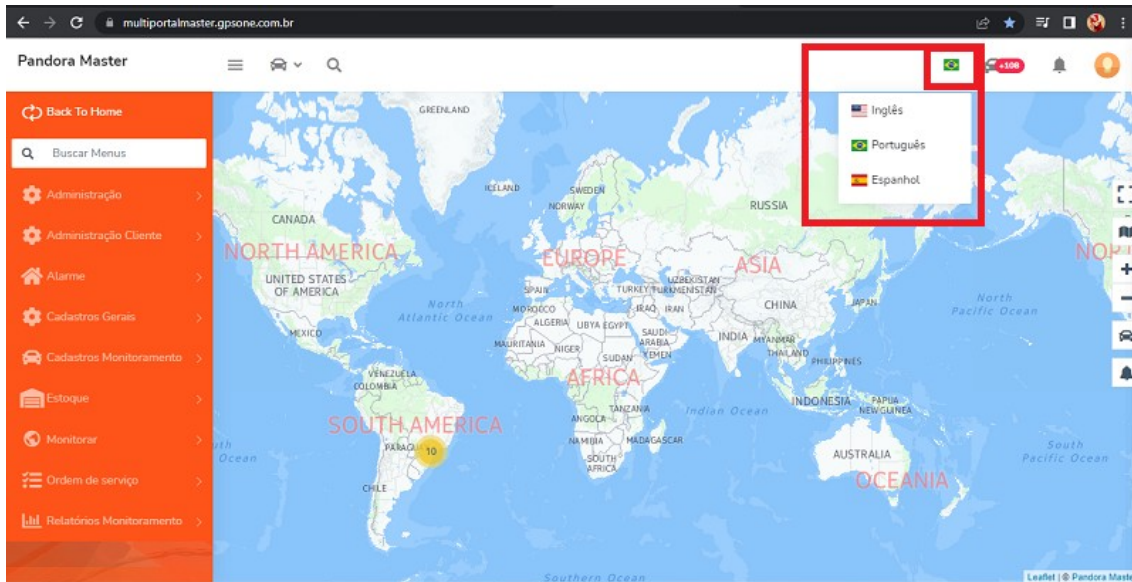 multiportalmaster.gpsone.com.br
Pandora Master
+108
Inglês
Português
Espanhol
Back To Home
Buscar Menus
Administração
Administração Cliente
Alarme
Cadastros Gerais
Cadastros Monitoramento
Estoque
Monitorar
Ordem de serviço
Relatórios Monitoramento
GREENLAND
ICELAND
SWEDEN
NORWAY
RUSSIA
CANADA
NORTH AMERICA
EUROPE
ASIA
UNITED STATES
OF AMERICA
UZBEKISTAN
SPAIN
TURKEY
TURKMENISTAN
North
Atlantic Ocean
MOROCCO
IRAQ
IRAN
CHINA
JAPAN
North
Pacific Ocean
ALGERIA
LIBYA
EGYPT
SAUDI
ARABIA
INDIA
MYANMAR
MEXICO
MAURITANIA
NIGER
SUDAN
YEMEN
THAILAND
PHILIPPINES
VENEZUELA
COLOMBIA
AFRICA
INDONESIA
PAPUA
NEW GUINEA
TANZANIA
ANGOLA
Indian Ocean
SOUTH AMERICA
10
NAMIBIA
MADAGASCAR
SOUTH
AFRICA
AUSTRALIA
South
Pacific Ocean
OCEANIA
CHILE
Southern Ocean
Leaflet | © Pandora Maste